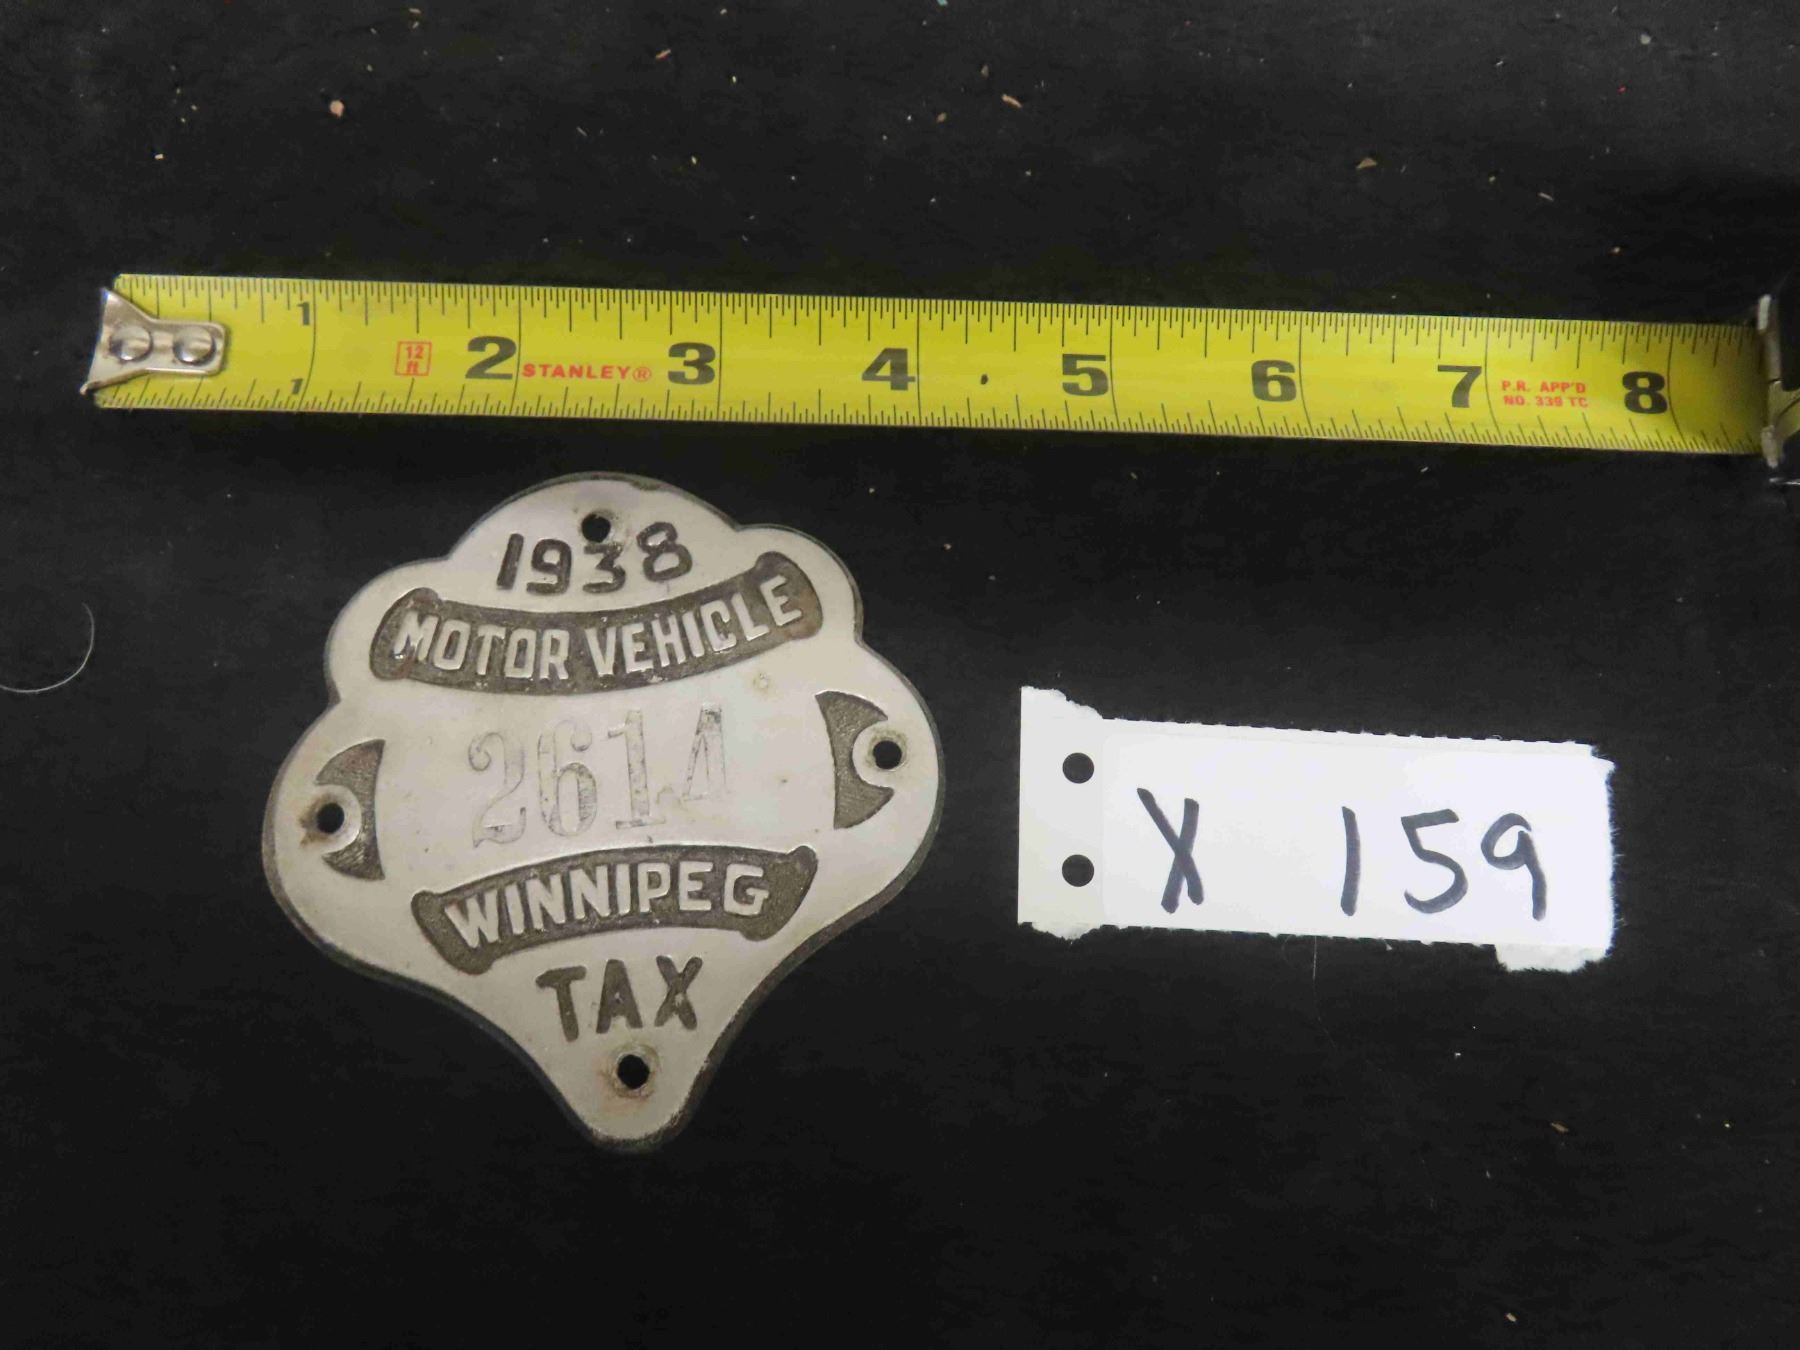 1
12
ft
1
2 STANLEY® 3 4 5 6 7 P.R. APP'D 8
NO. 339 TC
1938
MOTOR VEHICLE
2614
WINNIPEG
TAX
X 159